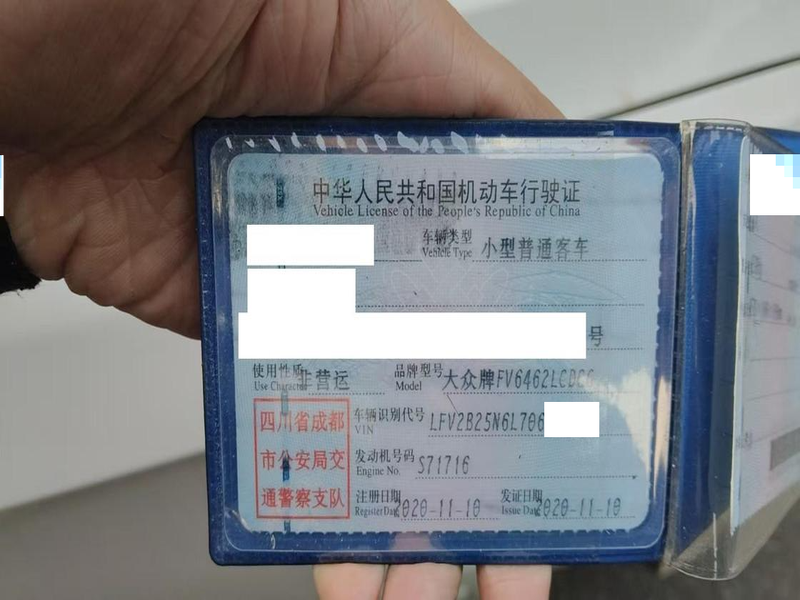 中华人民共和国机动车行驶证
Vehicle License of the People's Republic of China
车辆类型 小型普通客车
Vehicle Type
号
使用性质 非营运 品牌型号 大众牌FV6462LCDCG
Use Character Model
四川省成都
市公安局交
通警察支队
车辆识别代号 LFV2B25N6L706
VIN
发动机号码 S71716
Engine No.
注册日期 2020-11-10 发证日期 2020-11-10
Register Date Issue Date